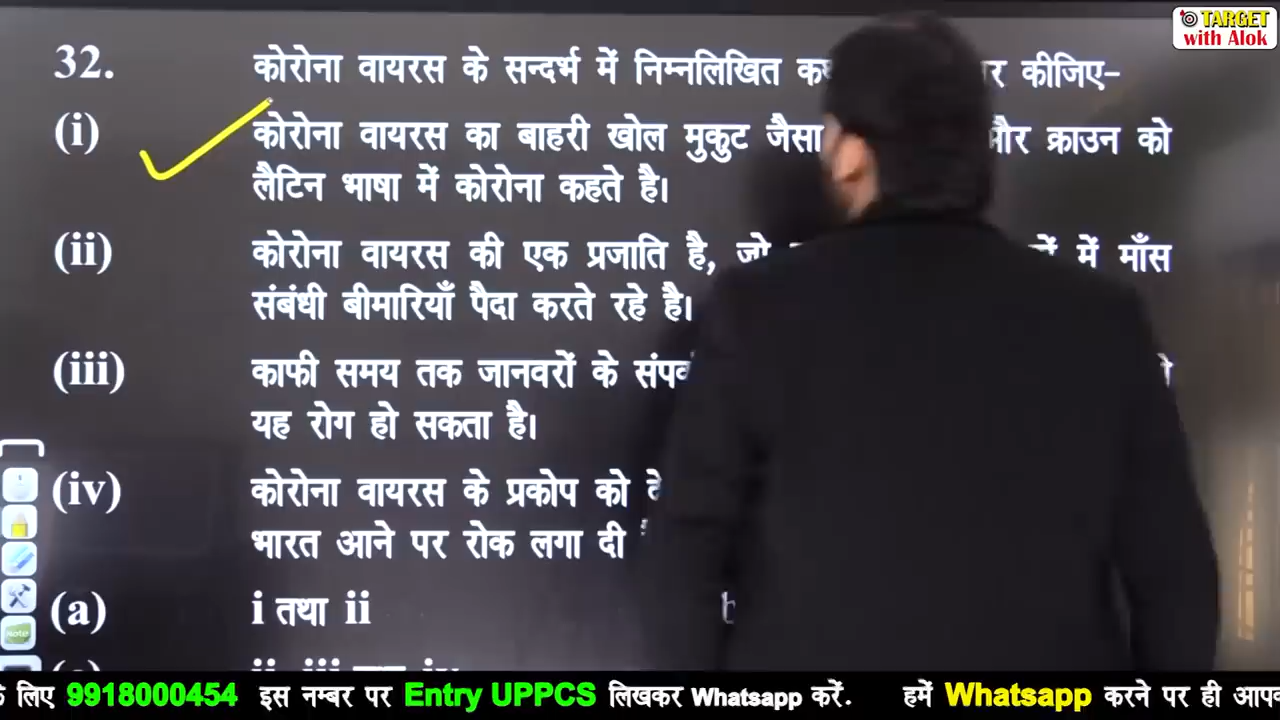 TARGET
with Alok
32. कोरोना वायरस के सन्दर्भ में निम्नलिखित कीजिए-
(i) कोरोना वायरस का बाहरी खोल मुकुट जैसा और क्राउन को
लैटिन भाषा में कोरोना कहते है।
(ii) कोरोना वायरस की एक प्रजाति है, जो में माँस
संबंधी बीमारियाँ पैदा करते रहे है।
(iii) काफी समय तक जानवरों के
यह रोग हो सकता है।
(iv) कोरोना वायरस के प्रकोप को
भारत आने पर रोक लगा दी
(a) i तथा ii
Note
लिए 9918000454 इस नम्बर पर Entry UPPCS लिखकर Whatsapp करें. हमें Whatsapp करने पर ही